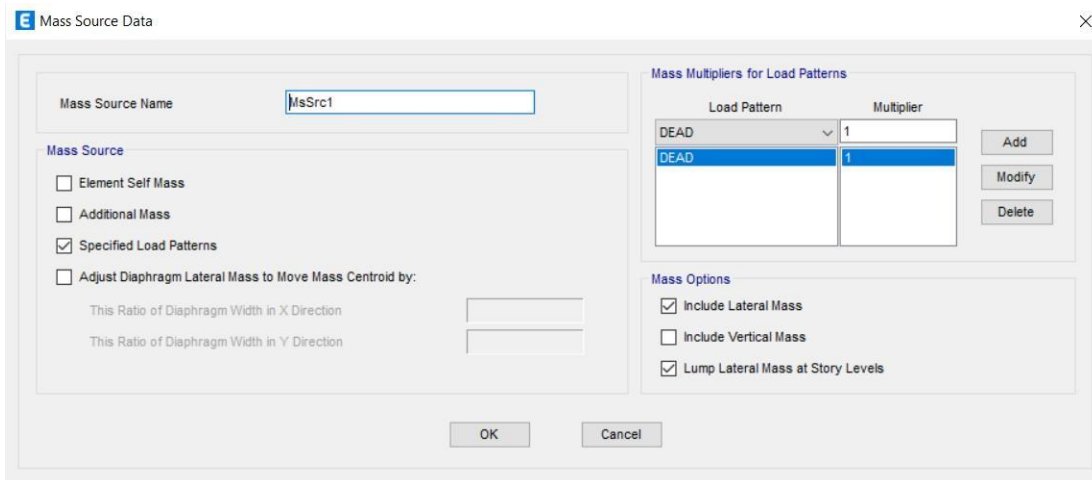 E Mass Source Data
Mass Source Name MsSrc1
Mass Source
Element Self Mass
Additional Mass
Specified Load Patterns
Adjust Diaphragm Lateral Mass to Move Mass Centroid by:
This Ratio of Diaphragm Width in X Direction
This Ratio of Diaphragm Width in Y Direction
Mass Multipliers for Load Patterns
Load Pattern Multiplier
DEAD 1
DEAD 1
Add
Modify
Delete
Mass Options
Include Lateral Mass
Include Vertical Mass
Lump Lateral Mass at Story Levels
OK Cancel